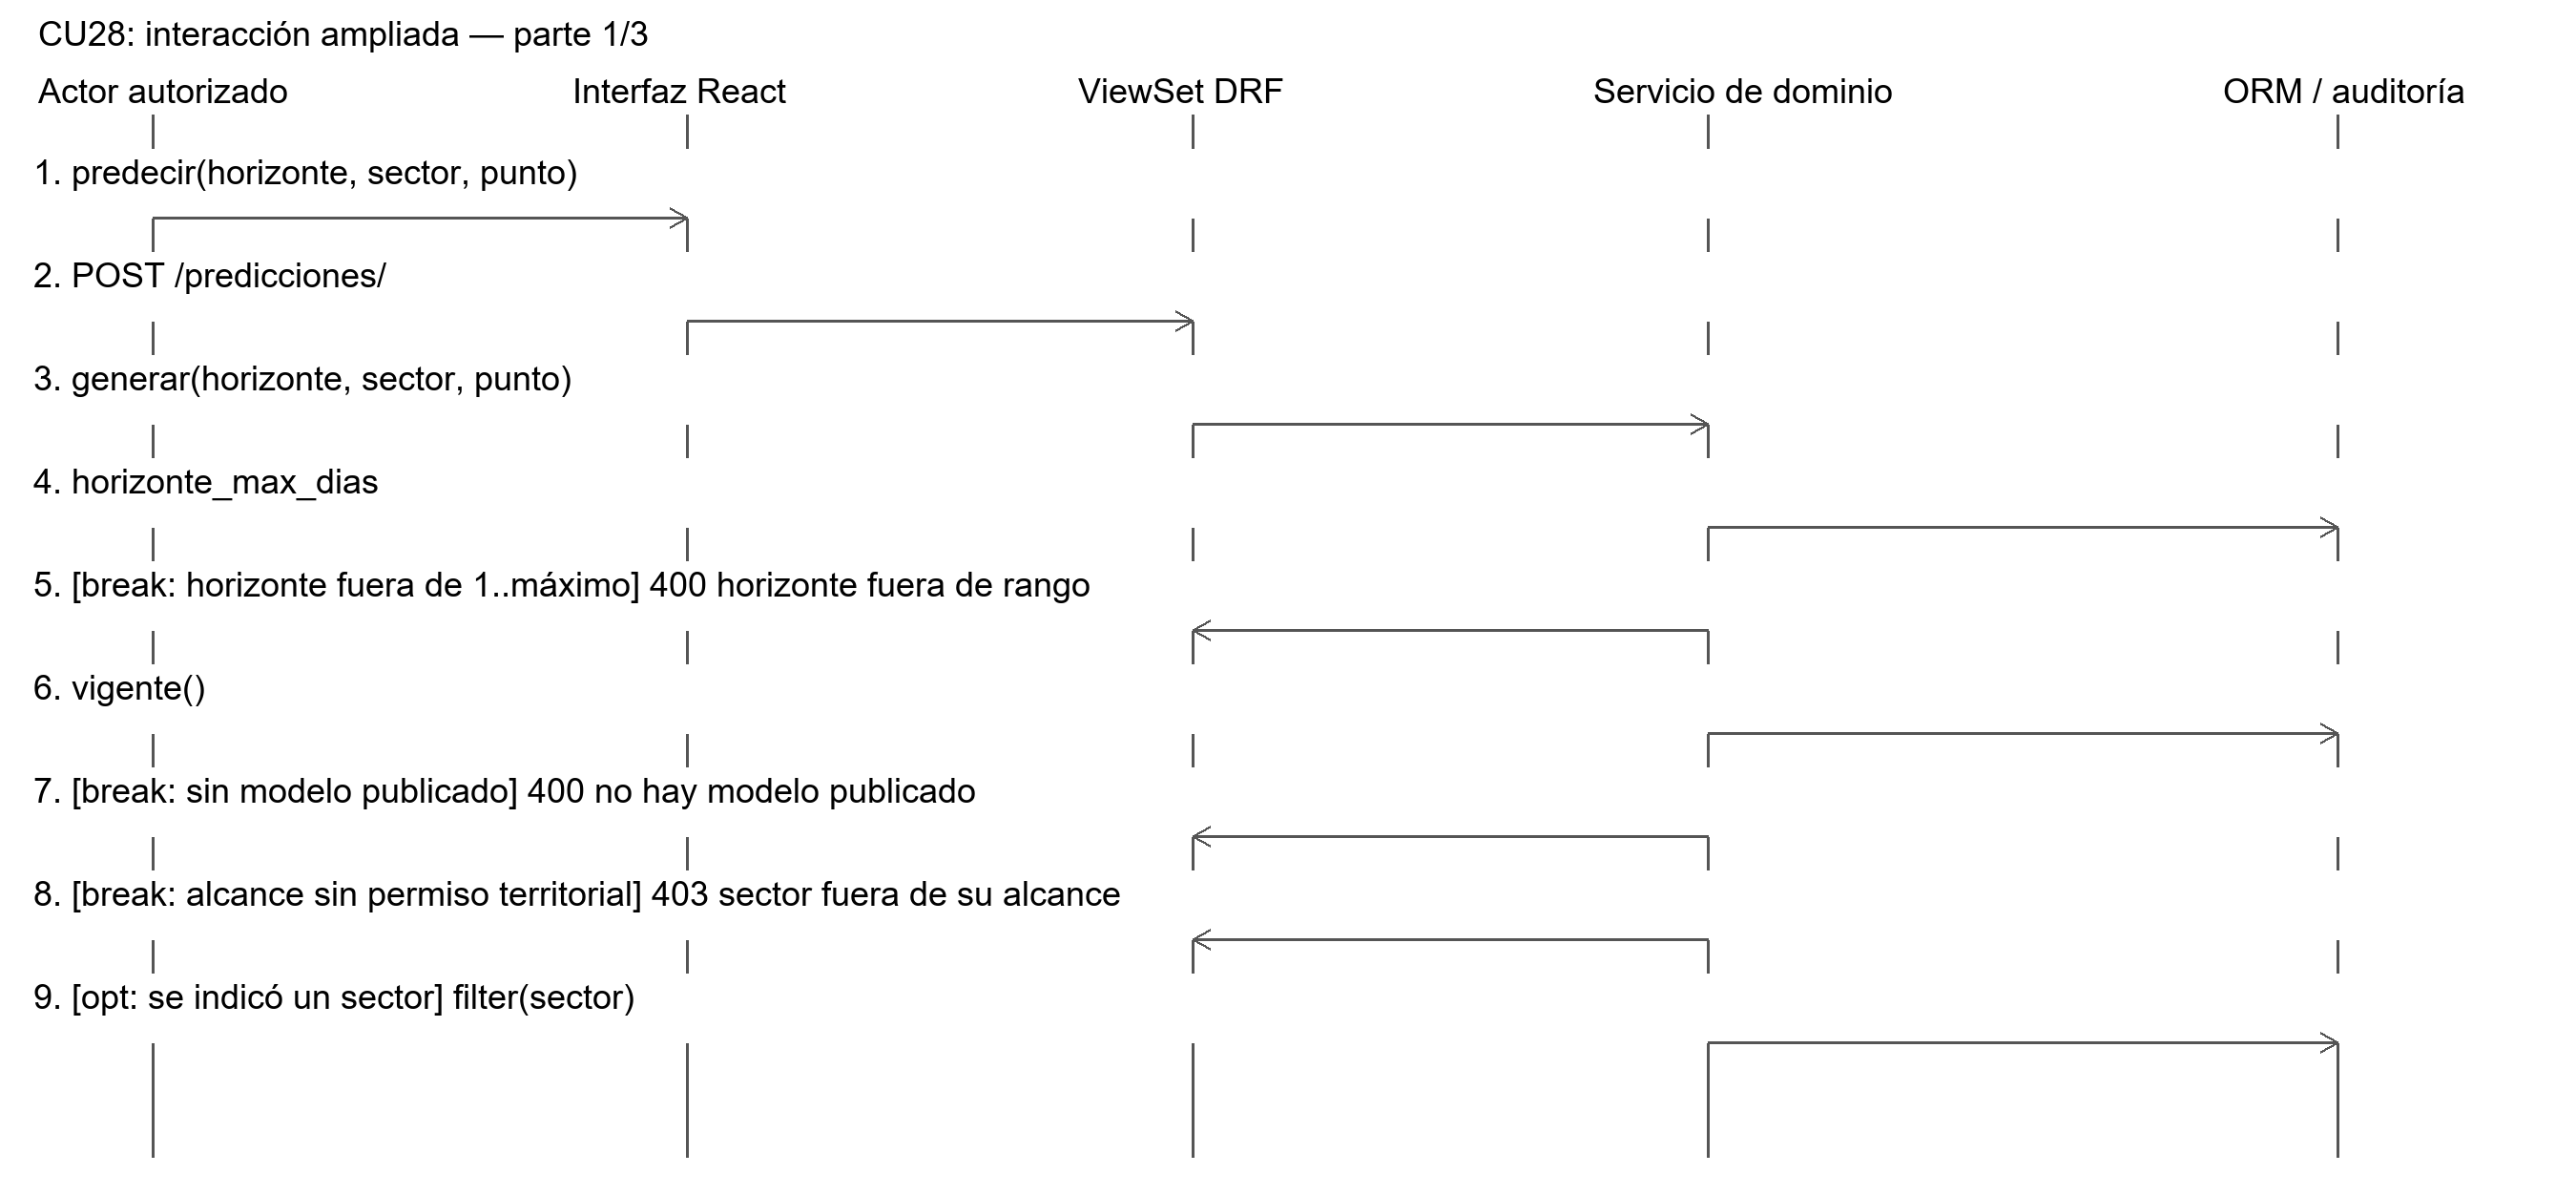 CU28: interacción ampliada — parte 1/3
Actor autorizado Interfaz React ViewSet DRF Servicio de dominio ORM / auditoría
1. predecir(horizonte, sector, punto)
2. POST /predicciones/
3. generar(horizonte, sector, punto)
4. horizonte_max_dias
5. [break: horizonte fuera de 1..máximo] 400 horizonte fuera de rango
6. vigente()
7. [break: sin modelo publicado] 400 no hay modelo publicado
8. [break: alcance sin permiso territorial] 403 sector fuera de su alcance
9. [opt: se indicó un sector] filter(sector)